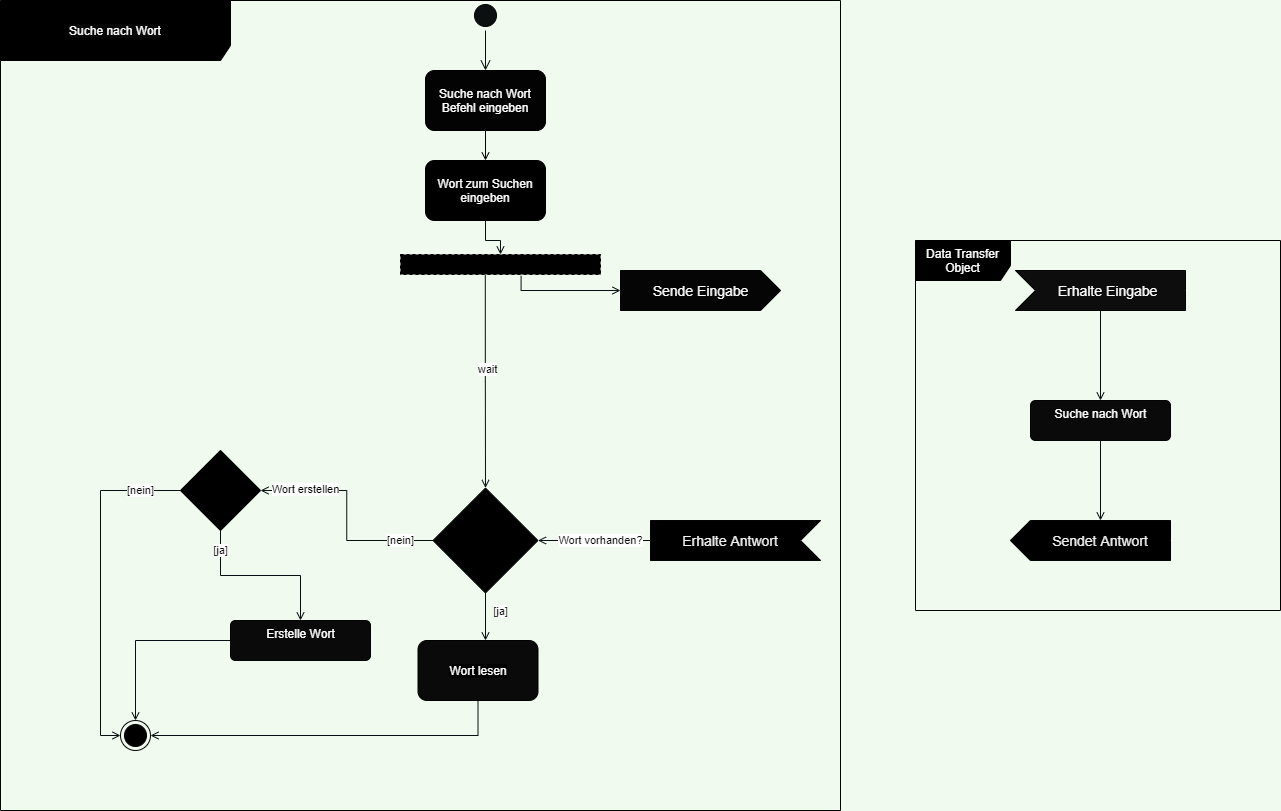 Suche nach Wort
Suche nach Wort
Befehl eingeben
Wort zum Suchen
eingeben
Sende Eingabe
wait
[nein]
Wort erstellen
[ja]
[nein]
Wort vorhanden?
Erhalte Antwort
[ja]
Erstelle Wort
Wort lesen
Data Transfer
Object
Erhalte Eingabe
Suche nach Wort
Sendet Antwort